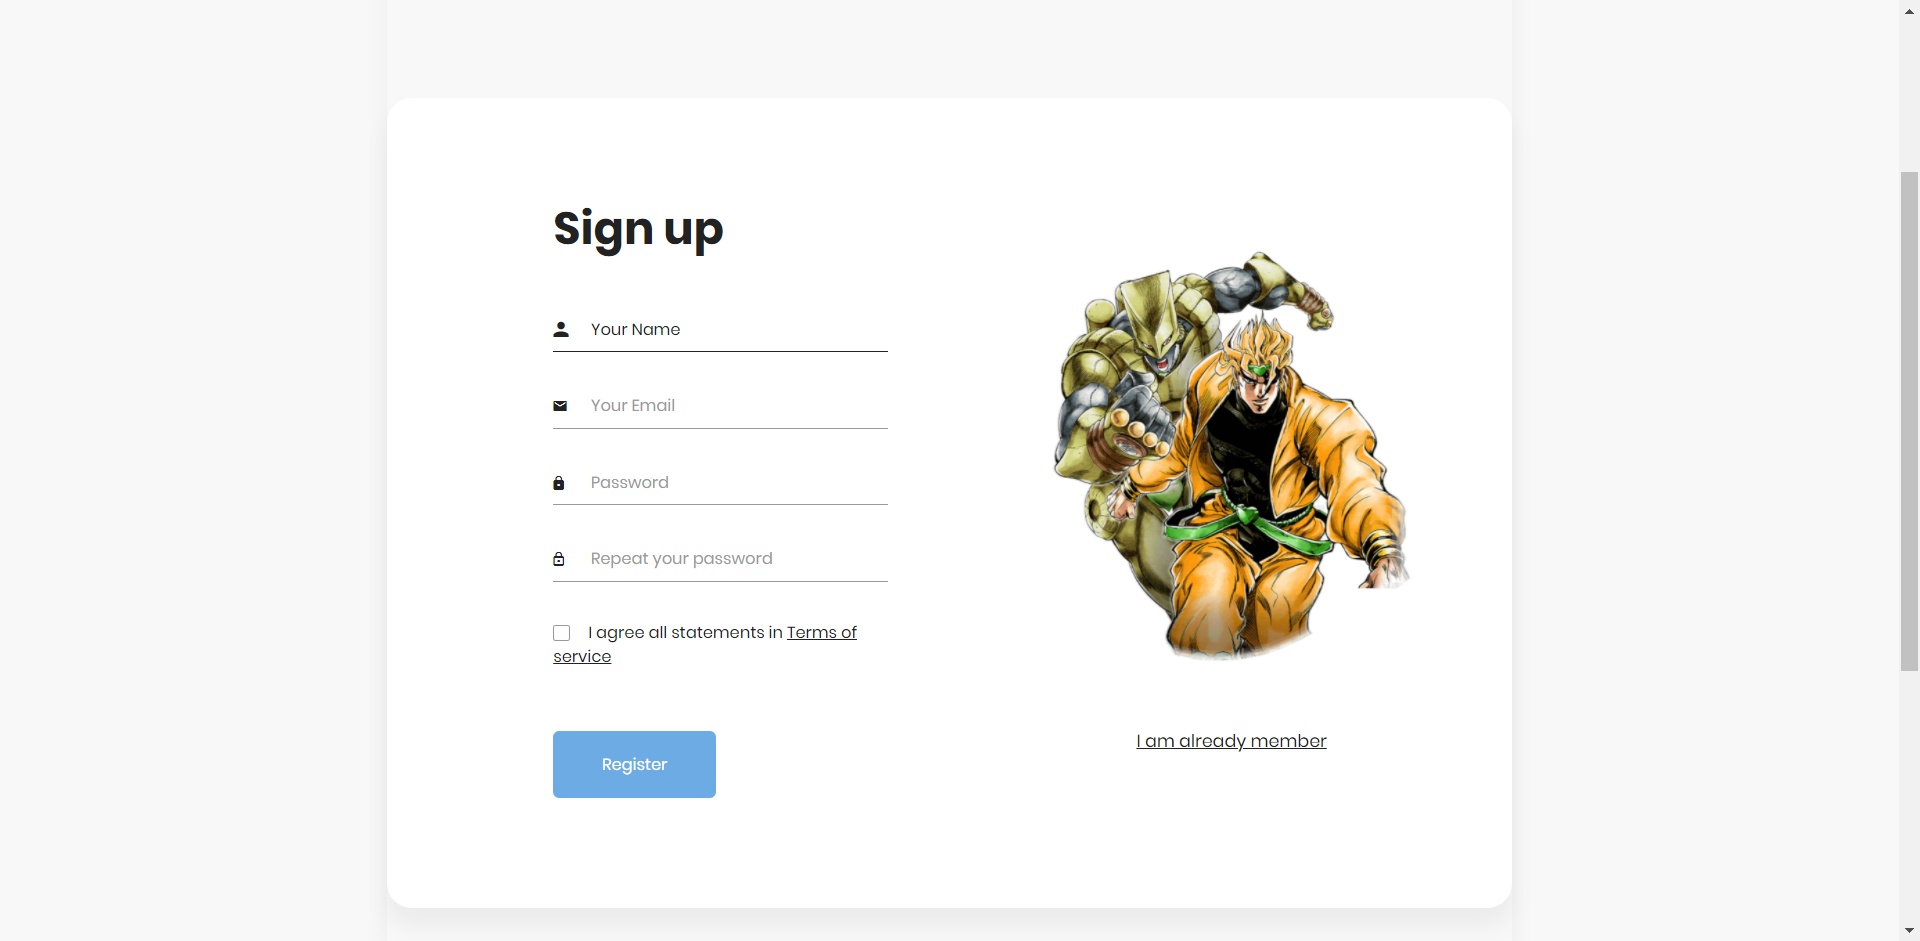 Sign up
Your Name
Your Email
Password
Repeat your password
I agree all statements in Terms of
service
Register
I am already member